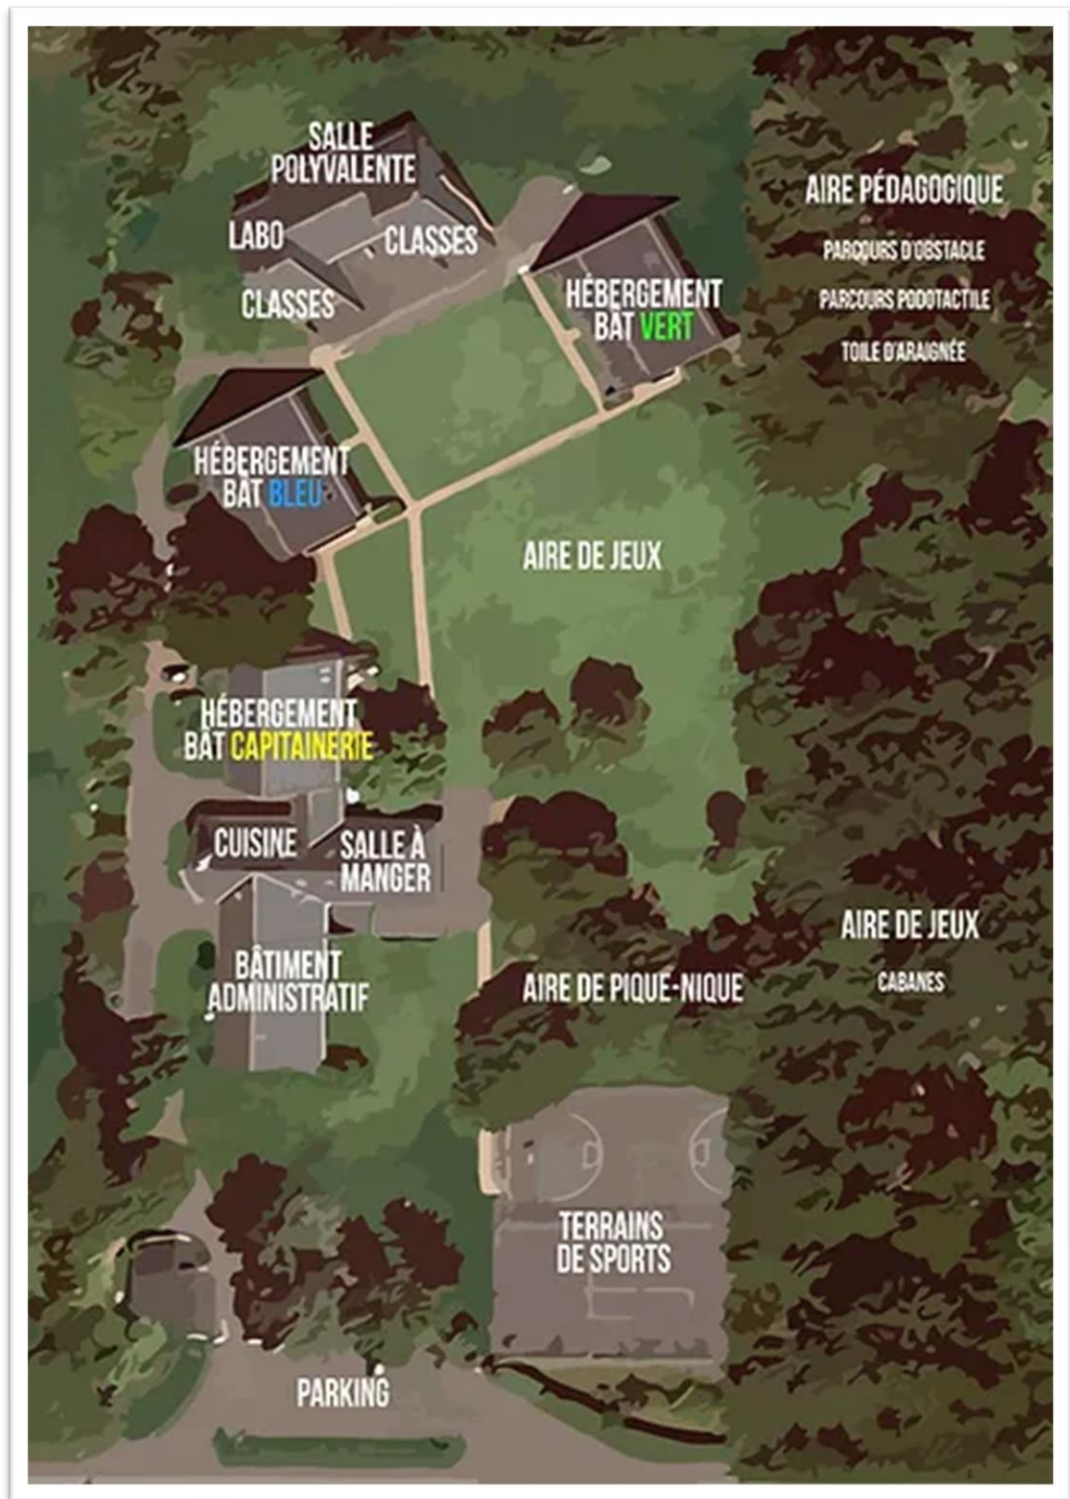 SALLE
POLYVALENTE
LABO
CLASSES
CLASSES
AIRE PÉDAGOGIQUE
PARCOURS D'OBSTACLE
PARCOURS PODOTACTILE
TOILE D'ARAIGNÉE
HÉBERGEMENT
BÂT VERT
HÉBERGEMENT
BÂT BLEU
AIRE DE JEUX
HÉBERGEMENT
BÂT CAPITAINERIE
CUISINE
SALLE À
MANGER
AIRE DE JEUX
CABANES
BÂTIMENT
ADMINISTRATIF
AIRE DE PIQUE-NIQUE
TERRAINS
DE SPORTS
PARKING